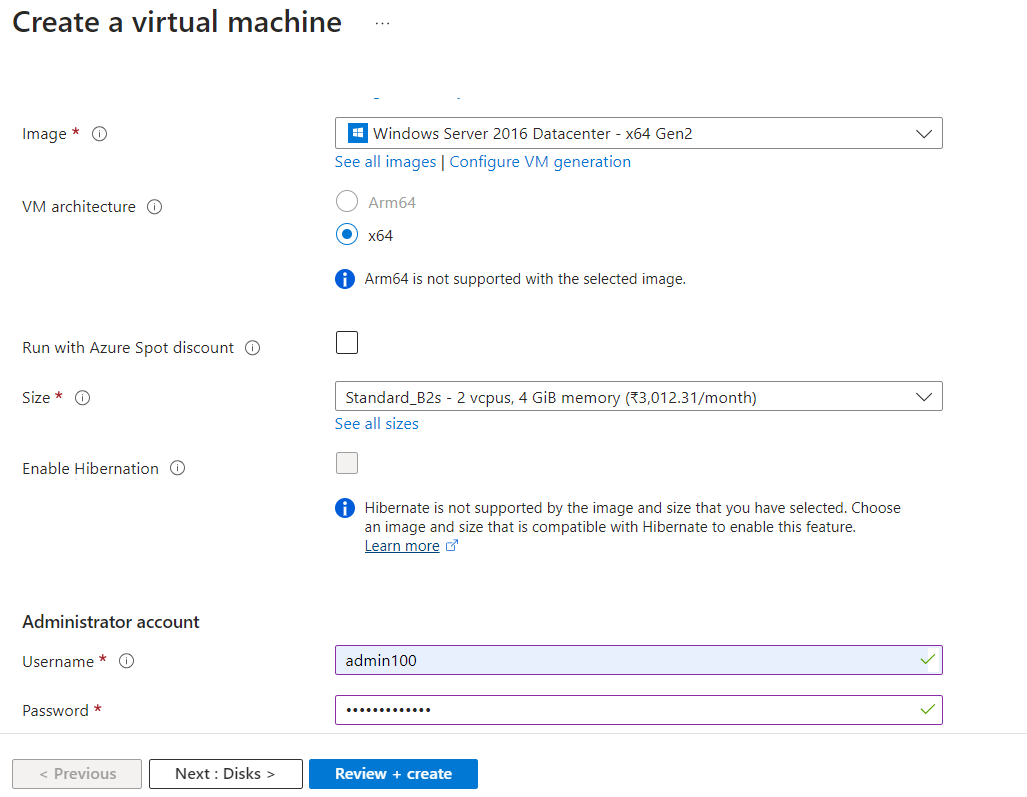 Create a virtual machine ...
Image * Windows Server 2016 Datacenter - x64 Gen2
See all images | Configure VM generation
VM architecture Arm64
x64
Arm64 is not supported with the selected image.
Run with Azure Spot discount
Size * Standard_B2s - 2 vcpus, 4 GiB memory (₹3,012.31/month)
See all sizes
Enable Hibernation
Hibernate is not supported by the image and size that you have selected. Choose
an image and size that is compatible with Hibernate to enable this feature.
Learn more
Administrator account
Username * admin100
Password * •••••••••••••
< Previous Next : Disks > Review + create